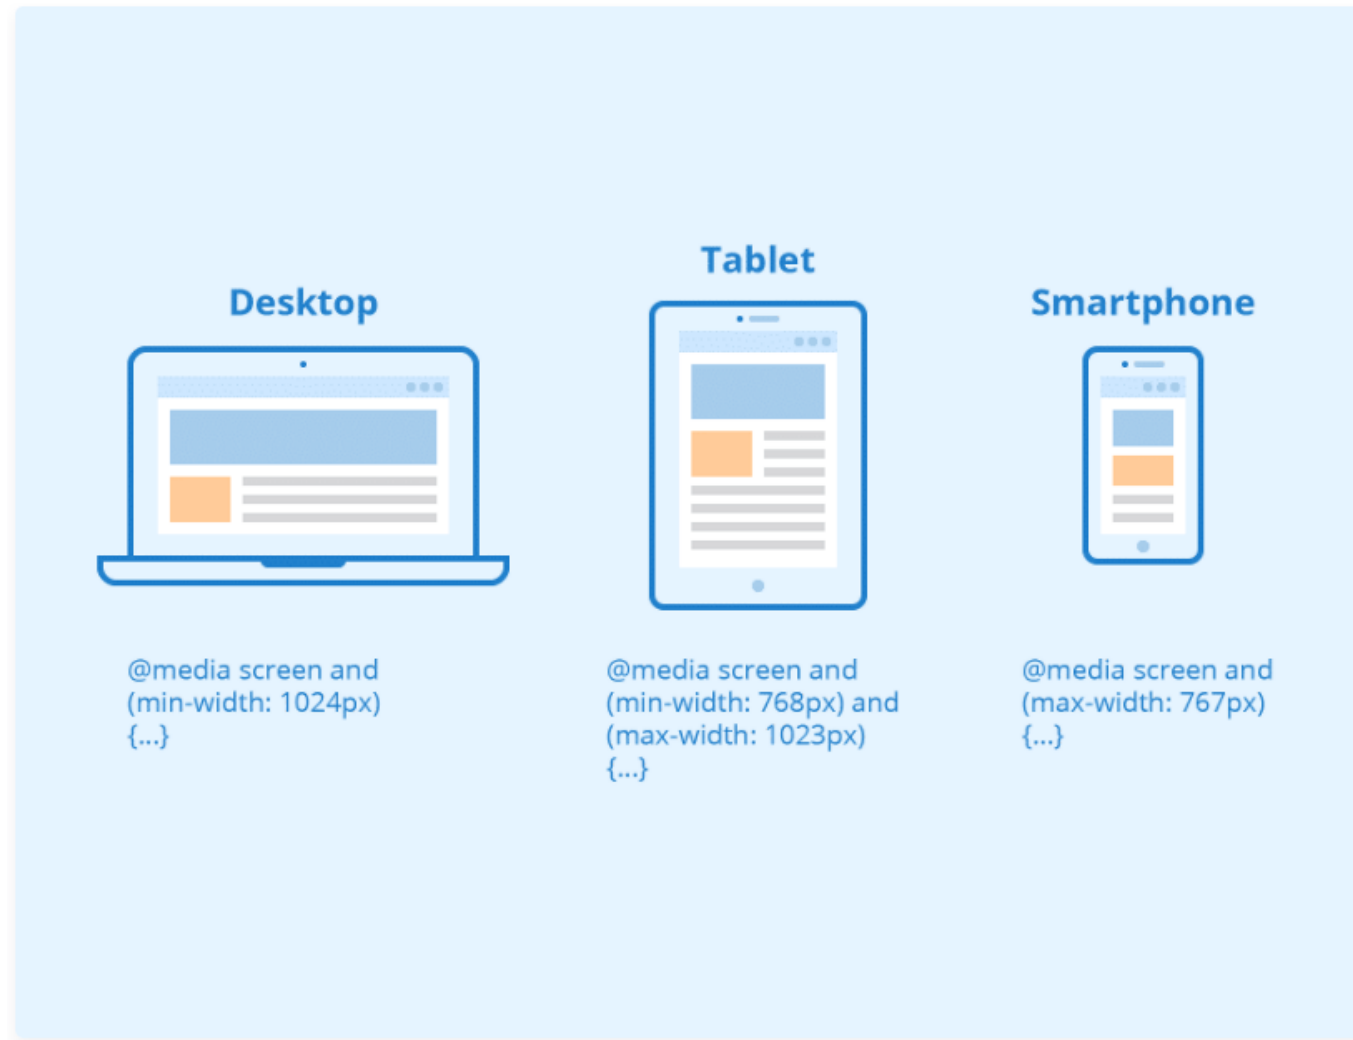 Desktop
@media screen and
(min-width: 1024px)
{...}
Tablet
@media screen and
(min-width: 768px) and
(max-width: 1023px)
{...}
Smartphone
@media screen and
(max-width: 767px)
{...}